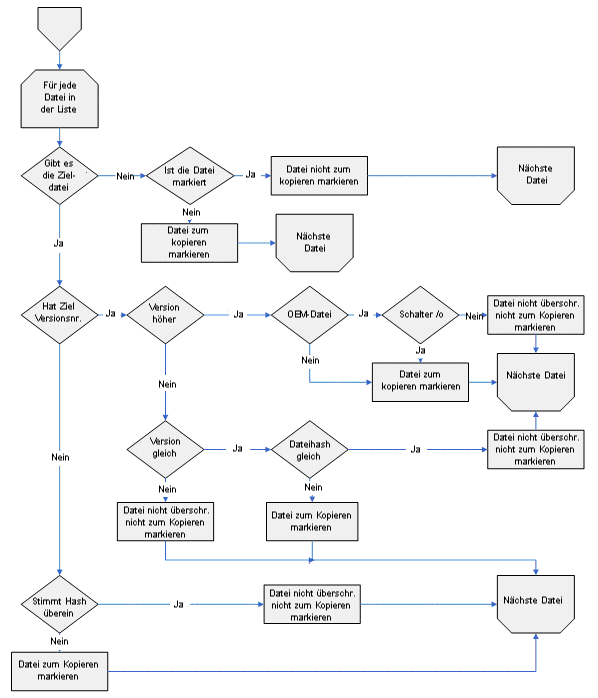 Für jede
Datei in
der Liste
Gibt es
die Ziel-
datei
Nein
Ist die Datei
markiert
Ja
Datei nicht zum
kopieren markieren
Nächste
Datei
Nein
Datei zum
kopieren
markieren
Nächste
Datei
Ja
Hat Ziel
Versionsnr.
Ja
Version
höher
Ja
OEM-Datei
Ja
Schalter /o
Nein
Datei nicht überschr.
nicht zum Kopieren
markieren
Ja
Nein
Datei zum
kopieren markieren
Nächste Datei
Nein
Version
gleich
Ja
Dateihash
gleich
Ja
Datei nicht überschr.
nicht zum Kopieren
markieren
Nein
Nein
Nein
Datei nicht überschr.
nicht zum Kopieren
markieren
Datei zum Kopieren
markieren
Stimmt Hash
überein
Ja
Datei nicht überschr.
nicht zum Kopieren
markieren
Nächste Datei
Nein
Datei zum Kopieren
markieren